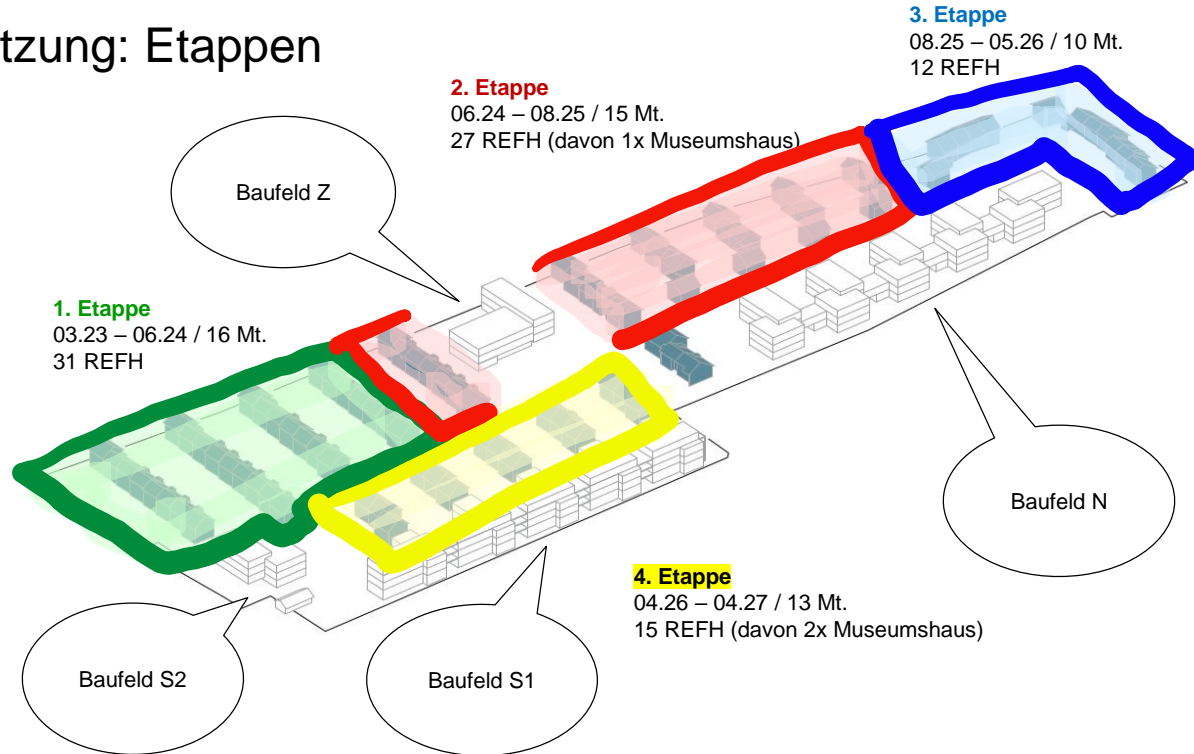 tzung: Etappen
3. Etappe
08.25 – 05.26 / 10 Mt.
12 REFH
2. Etappe
06.24 – 08.25 / 15 Mt.
27 REFH (davon 1x Museumshaus)
Baufeld Z
1. Etappe
03.23 – 06.24 / 16 Mt.
31 REFH
Baufeld N
4. Etappe
04.26 – 04.27 / 13 Mt.
15 REFH (davon 2x Museumshaus)
Baufeld S2
Baufeld S1